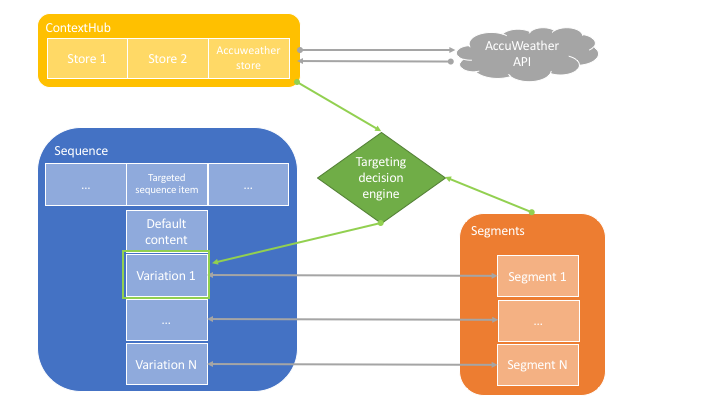 ContextHub
Store 1
Store 2
Accuweather
store
AccuWeather
API
Sequence
...
Targeted
sequence item
...
Targeting
decision
engine
Default
content
Segments
Variation 1
Segment 1
...
...
Variation N
Segment N